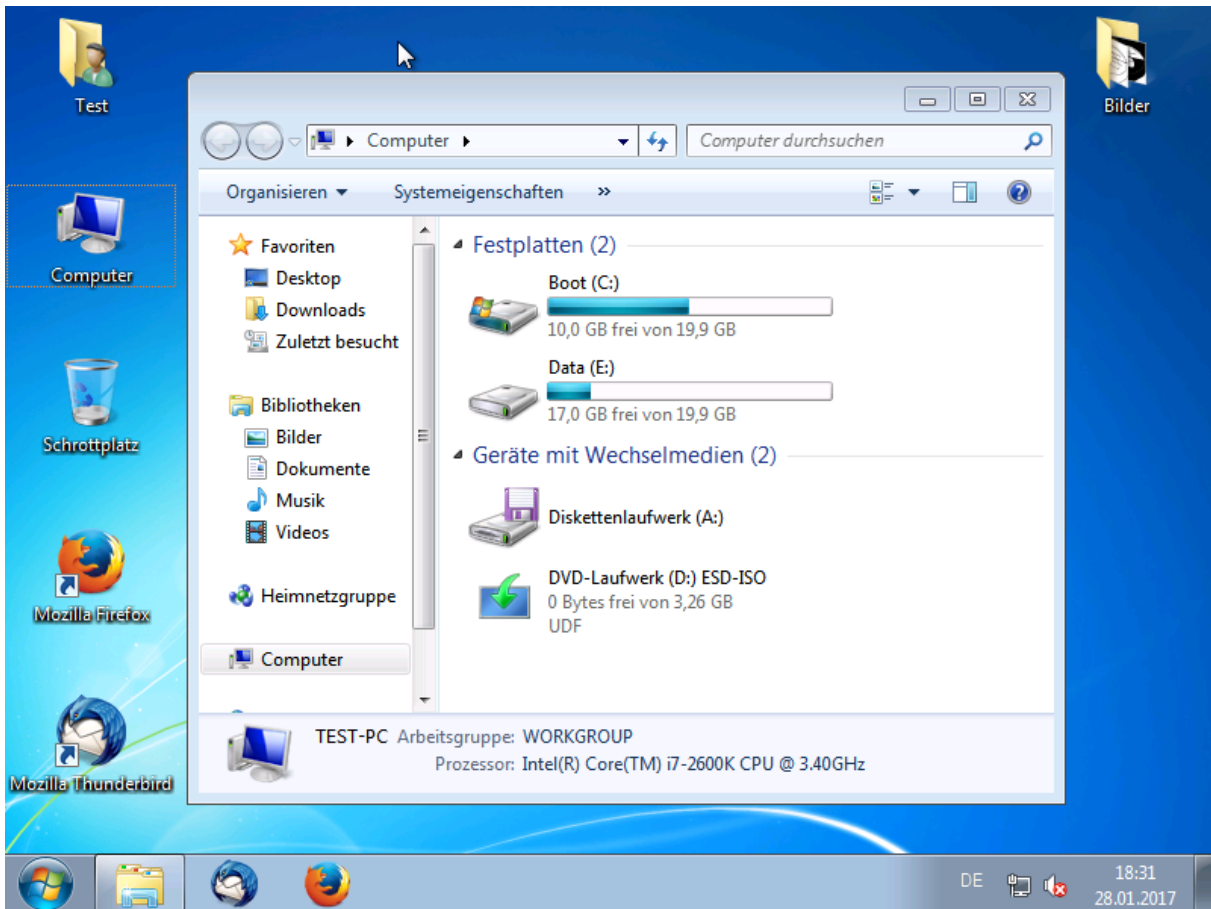 Test
Bilder
Computer
Computer durchsuchen
Organisieren
Systemeigenschaften
»
Favoriten
Desktop
Downloads
Zuletzt besucht
Bibliotheken
Bilder
Dokumente
Musik
Videos
Heimnetzgruppe
Computer
Festplatten (2)
Boot (C:)
10,0 GB frei von 19,9 GB
Data (E:)
17,0 GB frei von 19,9 GB
Geräte mit Wechselmedien (2)
Diskettenlaufwerk (A:)
DVD-Laufwerk (D:) ESD-ISO
0 Bytes frei von 3,26 GB
UDF
TEST-PC Arbeitsgruppe: WORKGROUP
Prozessor: Intel(R) Core(TM) i7-2600K CPU @ 3.40GHz
Computer
Schrottplatz
Mozilla Firefox
Mozilla Thunderbird
DE
18:31
28.01.2017